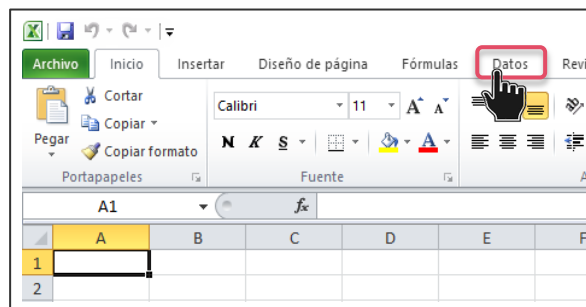 Archivo Inicio Insertar Diseño de página Fórmulas Datos Revi
Cortar
Copiar
Copiar formato
Pegar
Portapapeles
Calibri 11 A A
N K S A
Fuente
A1 fx
A B C D E F
1
2